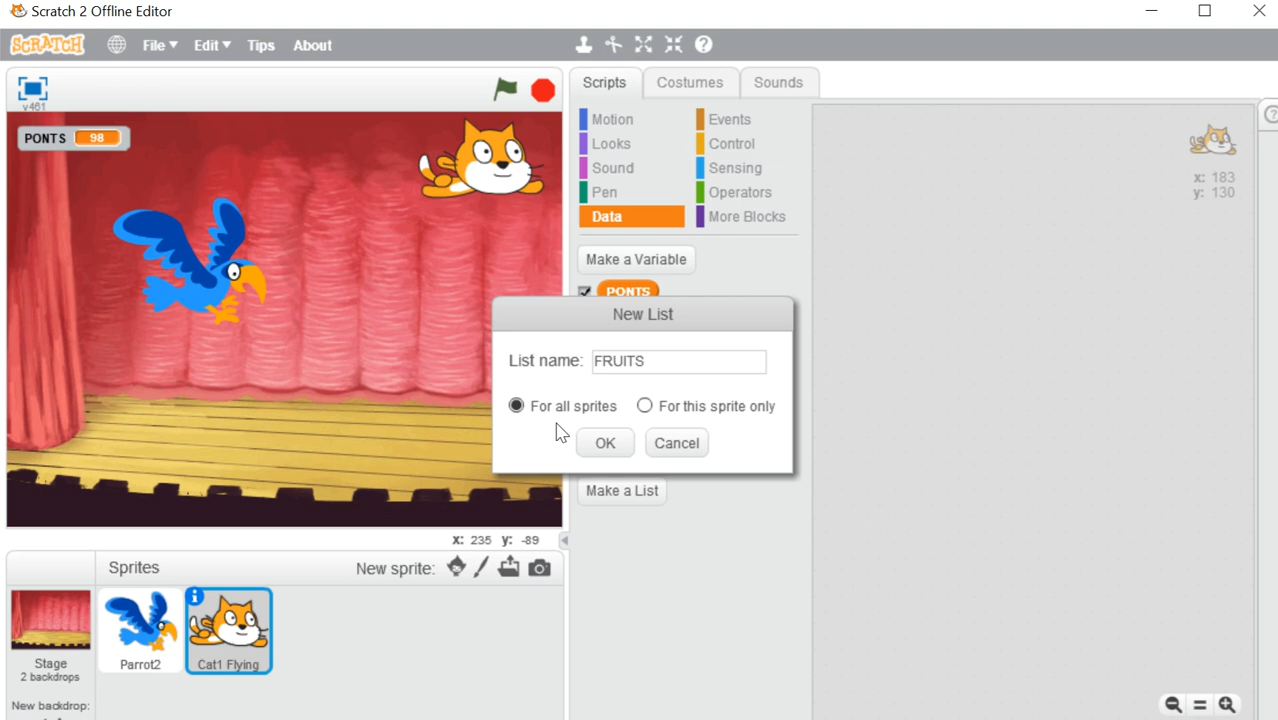 Scratch 2 Offline Editor
SCRATCH File Edit Tips About
v461
PONTS 98
Scripts Costumes Sounds
Motion Events
Looks Control
Sound Sensing
Pen Operators
Data More Blocks
x: 183
y: 130
Make a Variable
PONTS
New List
List name: FRUITS
For all sprites For this sprite only
OK Cancel
Make a List
x: 235 y: -89
Sprites New sprite:
Stage
2 backdrops
Parrot2
Cat1 Flying
New backdrop: